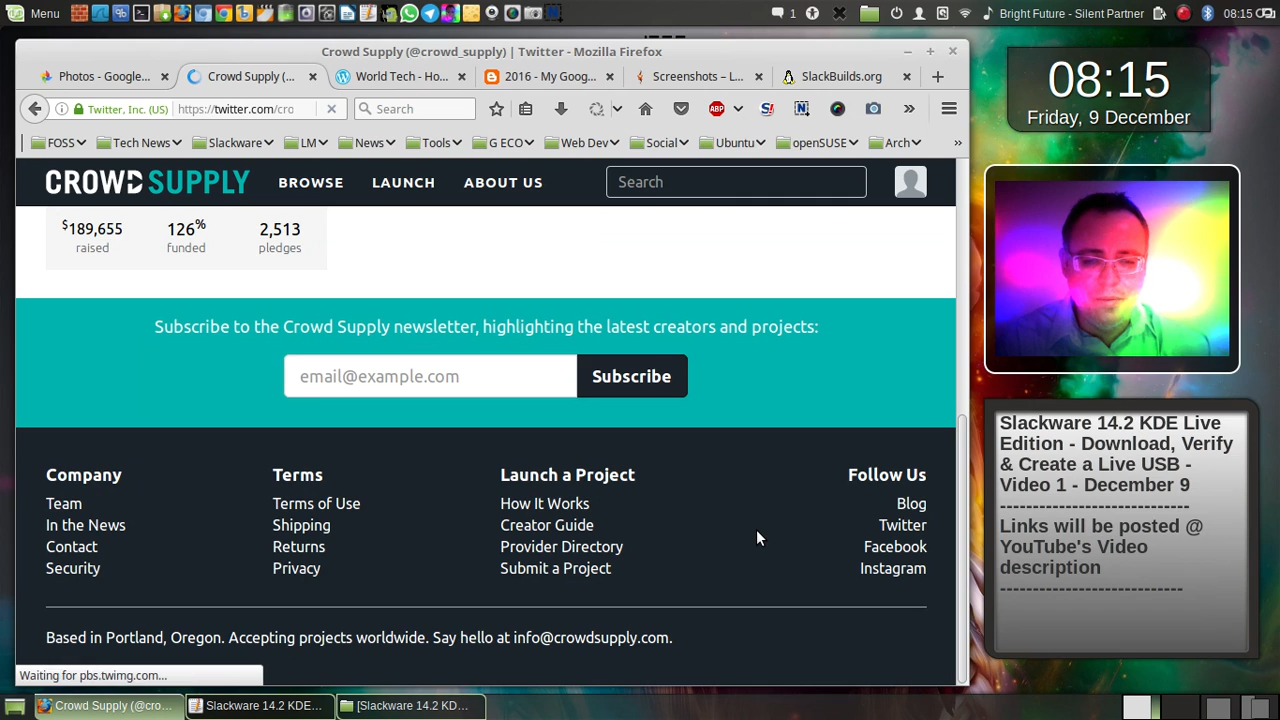 Menu
1
Bright Future - Silent Partner
08:15
Crowd Supply (@crowd_supply) | Twitter - Mozilla Firefox
Photos - Google...
Crowd Supply (...
World Tech - Ho...
2016 - My Goog...
Screenshots – L...
SlackBuilds.org
Twitter, Inc. (US)
https://twitter.com/cro
Search
ABP
FOSS
Tech News
Slackware
LM
News
Tools
G ECO
Web Dev
Social
Ubuntu
openSUSE
Arch
CROWD SUPPLY
BROWSE
LAUNCH
ABOUT US
Search
$189,655
raised
126%
funded
2,513
pledges
Subscribe to the Crowd Supply newsletter, highlighting the latest creators and projects:
email@example.com
Subscribe
Company
Team
In the News
Contact
Security
Terms
Terms of Use
Shipping
Returns
Privacy
Launch a Project
How It Works
Creator Guide
Provider Directory
Submit a Project
Follow Us
Blog
Twitter
Facebook
Instagram
Based in Portland, Oregon. Accepting projects worldwide. Say hello at info@crowdsupply.com.
Waiting for pbs.twimg.com...
08:15
Friday, 9 December
Slackware 14.2 KDE Live
Edition - Download, Verify
& Create a Live USB -
Video 1 - December 9
-----------------------------
Links will be posted @
YouTube's Video
description
----------------------------
Crowd Supply (@cro...
Slackware 14.2 KDE...
[Slackware 14.2 KD...